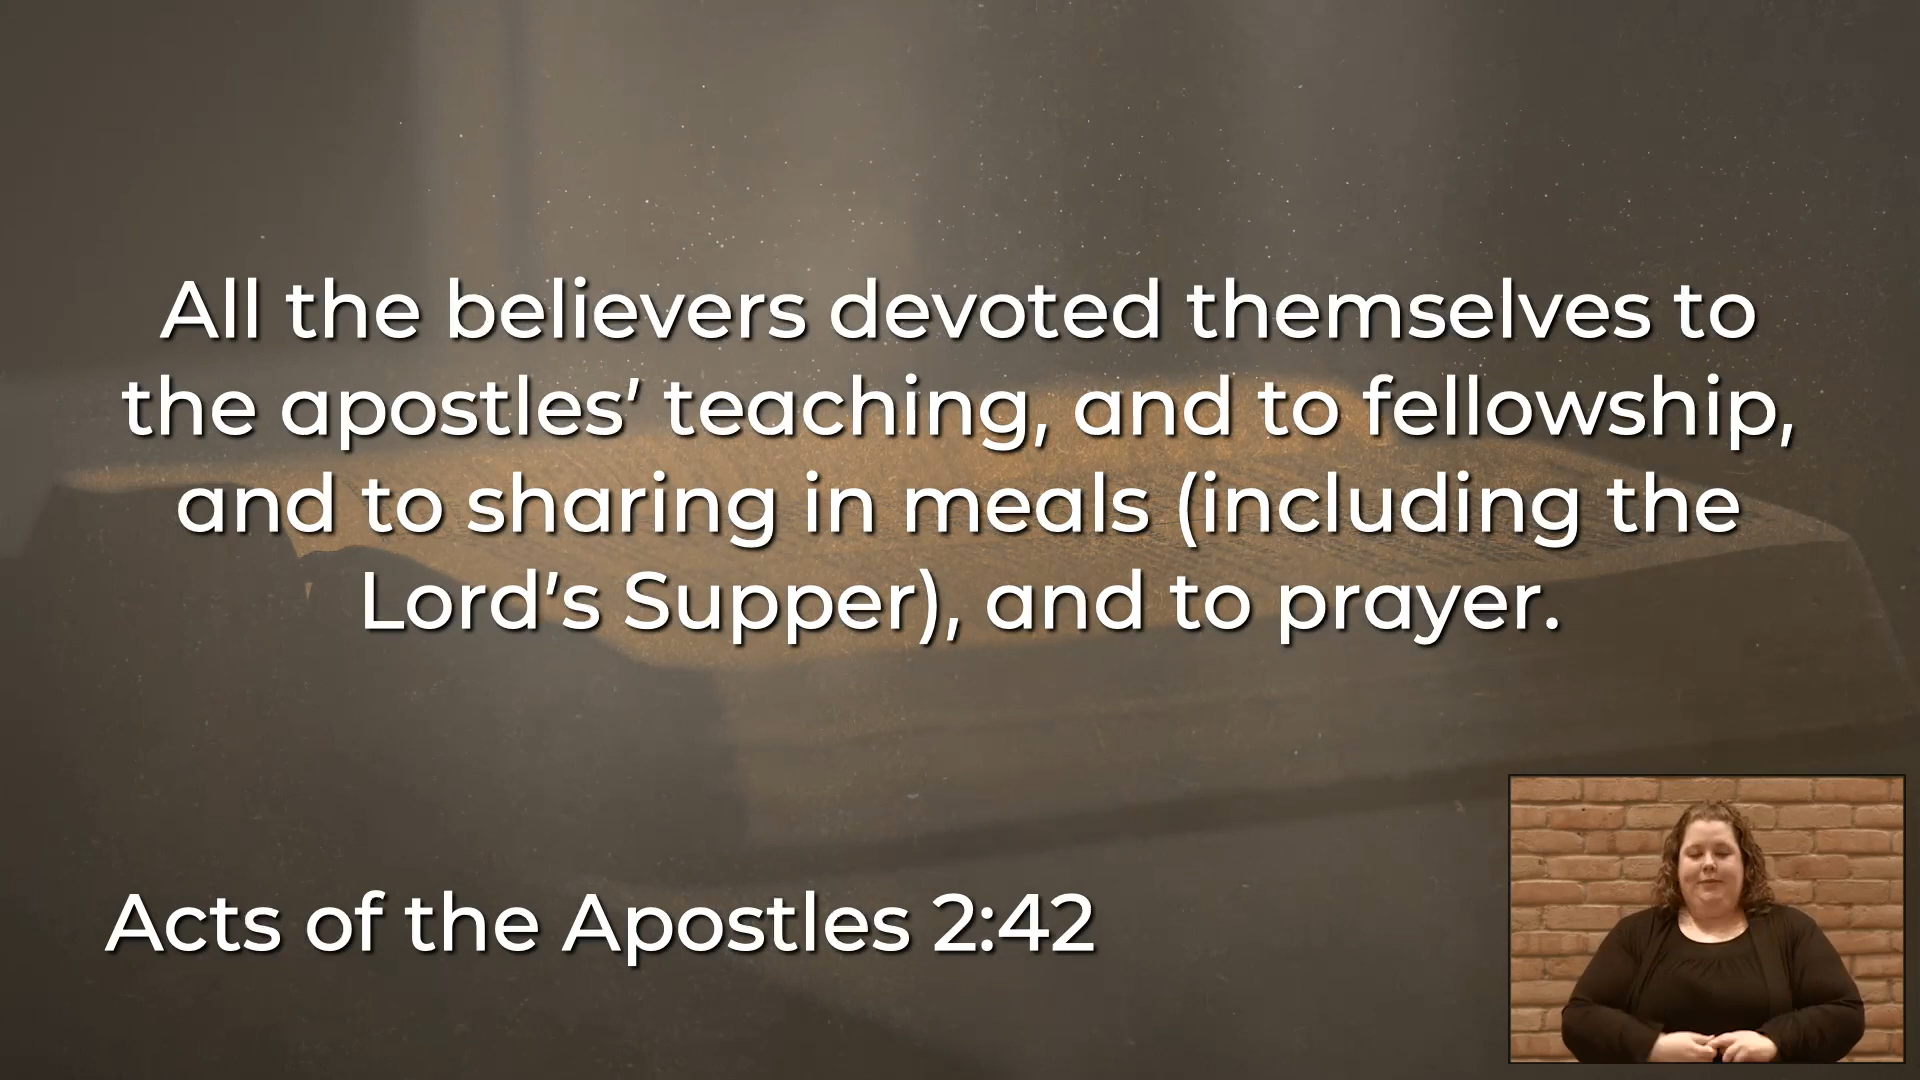 All the believers devoted themselves to
the apostles’ teaching, and to fellowship,
and to sharing in meals (including the
Lord’s Supper), and to prayer.
Acts of the Apostles 2:42